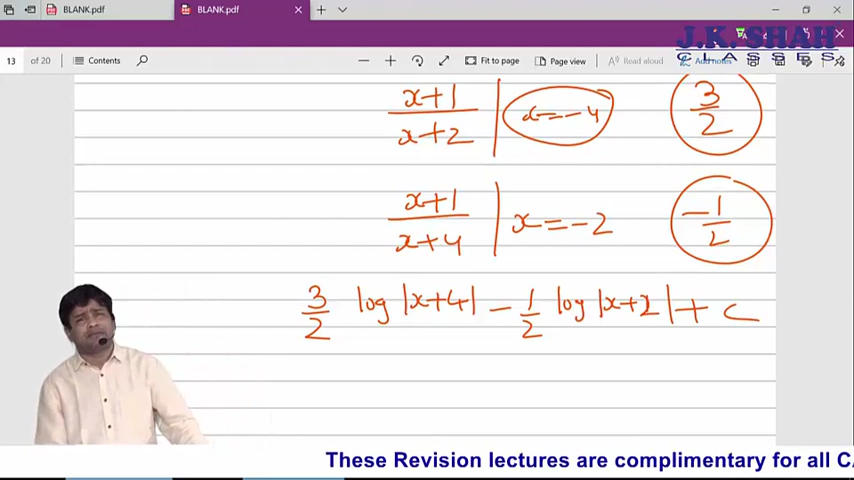 BLANK.pdf BLANK.pdf
J.K. SHAH
CLASSES
13 of 20 Contents Fit to page Page view Read aloud Add notes
x+1/x+2 | x=-4 3/2
x+1/x+4 | x=-2 -1/2
3/2 log|x+4| - 1/2 log|x+2| + c
These Revision lectures are complimentary for all C